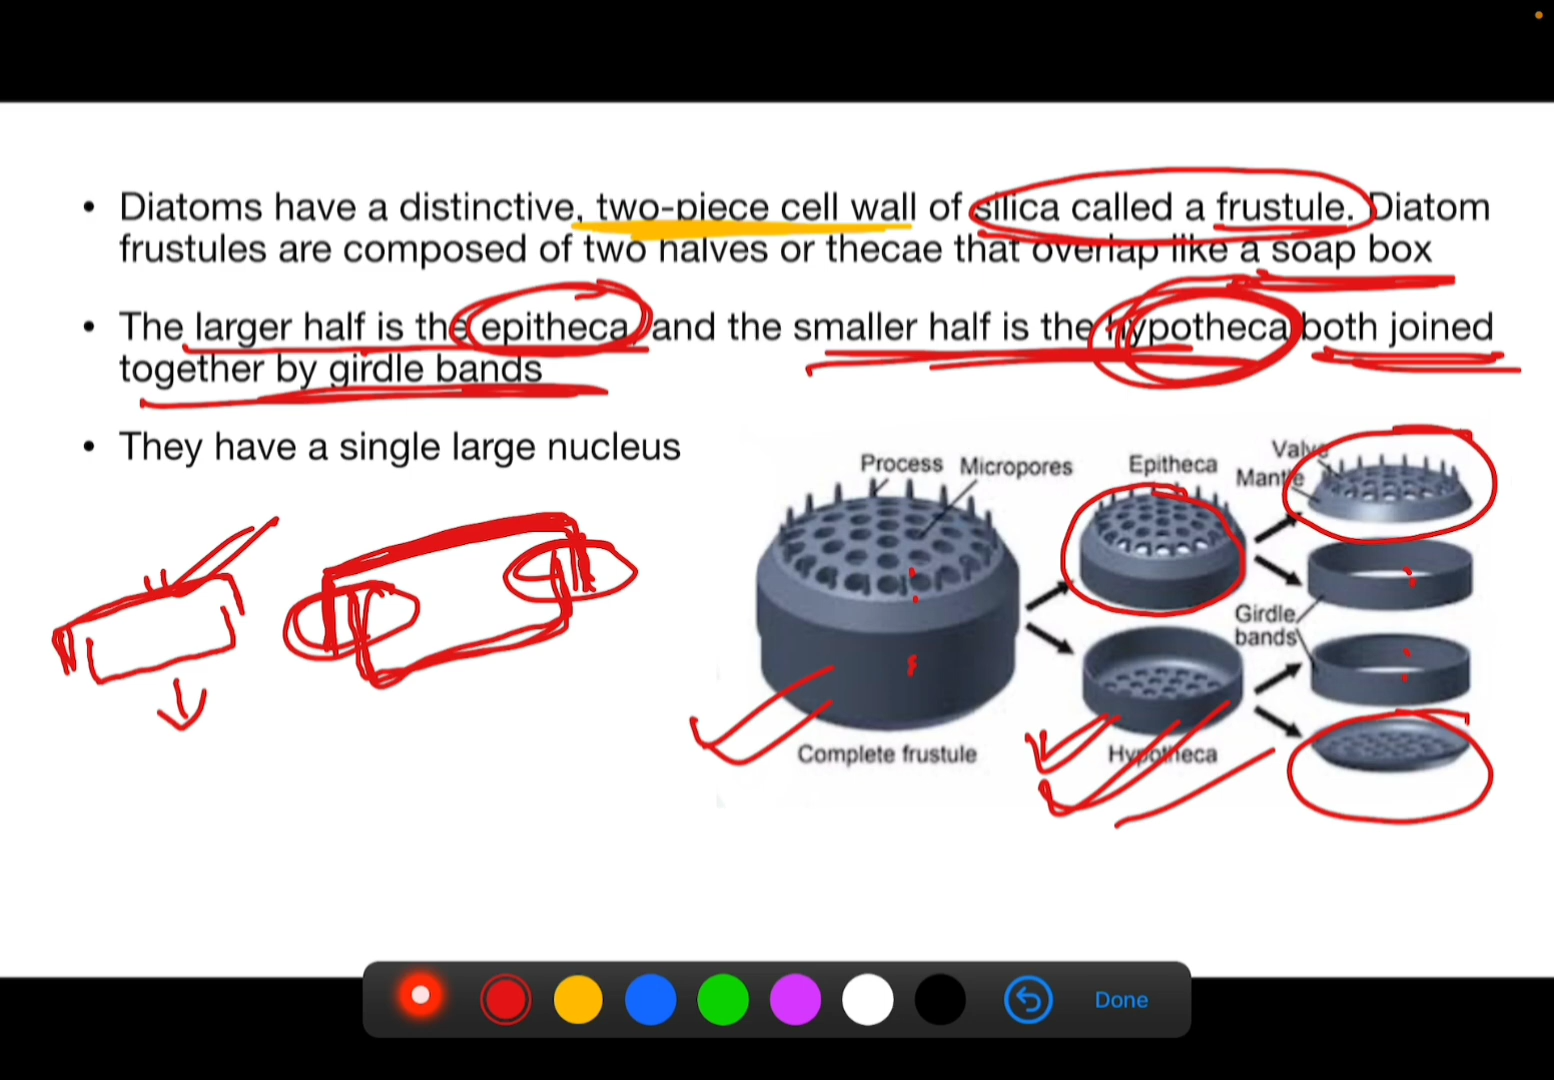 • Diatoms have a distinctive, two-piece cell wall of silica called a frustule. Diatom
frustules are composed of two halves or thecae that overlap like a soap box
• The larger half is the epitheca and the smaller half is the hypotheca both joined
together by girdle bands
• They have a single large nucleus
Process Micropores
Epitheca
Valve
Mantle
Girdle
bands
Complete frustule
Hypotheca
Done